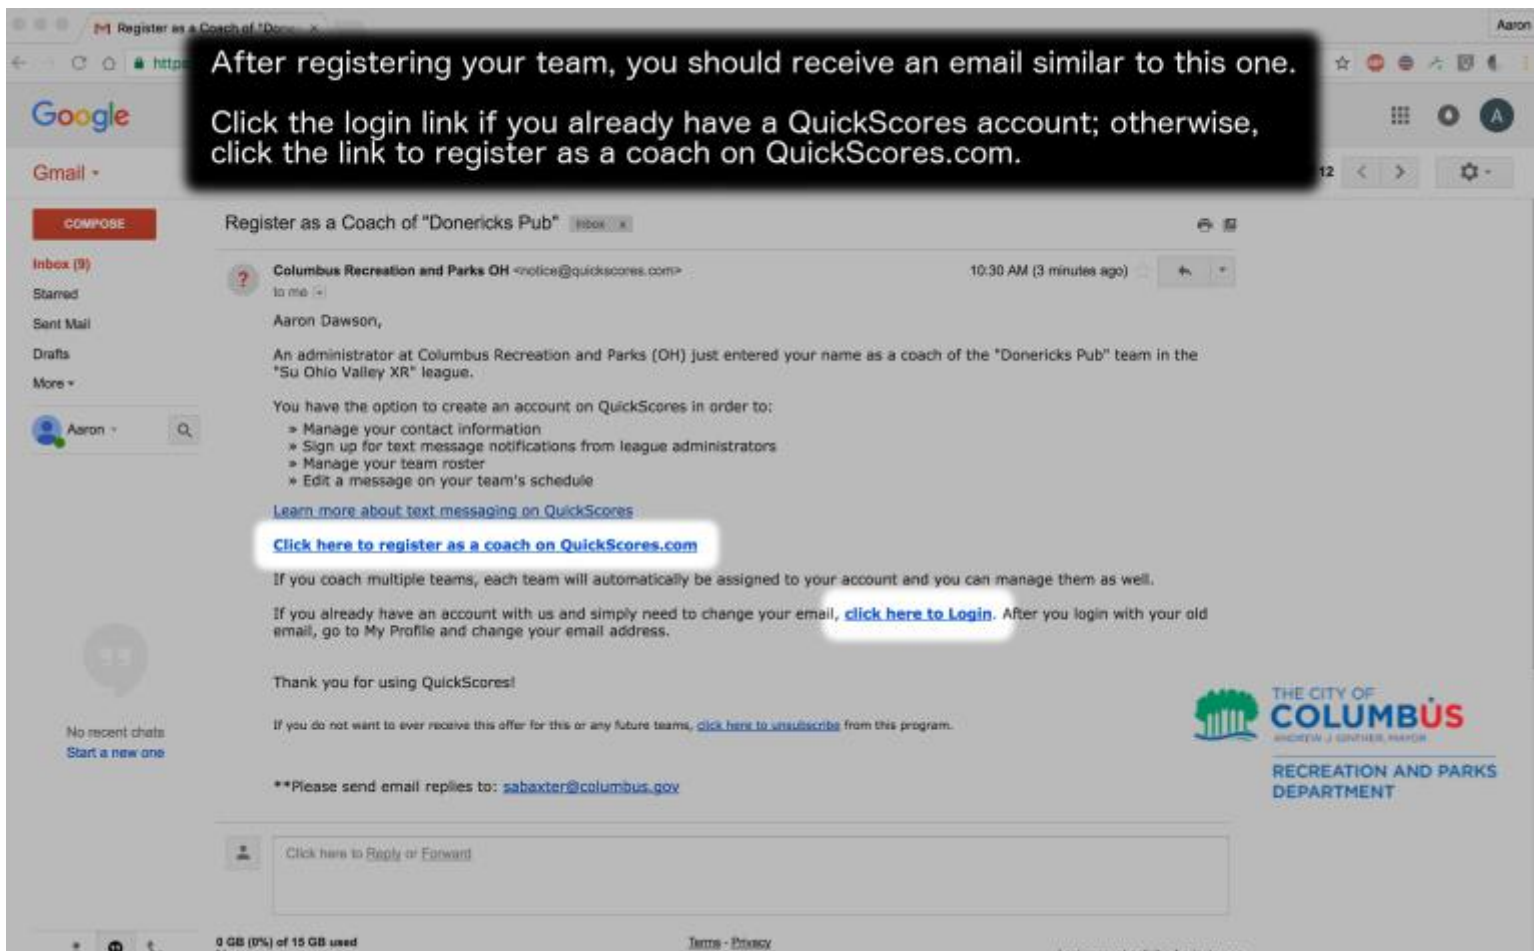 Register as a Coach of "Done
Aaron
https
After registering your team, you should receive an email similar to this one.
Click the login link if you already have a QuickScores account; otherwise,
click the link to register as a coach on QuickScores.com.
Google
A
Gmail
12
COMPOSE
Register as a Coach of "Donericks Pub" Inbox x
Inbox (9)
Starred
Sent Mail
Drafts
More
Aaron
Columbus Recreation and Parks OH <notice@quickscores.com>
10:30 AM (3 minutes ago)
to me
Aaron Dawson,
An administrator at Columbus Recreation and Parks (OH) just entered your name as a coach of the "Donericks Pub" team in the
"Su Ohio Valley XR" league.
You have the option to create an account on QuickScores in order to:
» Manage your contact information
» Sign up for text message notifications from league administrators
» Manage your team roster
» Edit a message on your team's schedule
Learn more about text messaging on QuickScores
Click here to register as a coach on QuickScores.com
If you coach multiple teams, each team will automatically be assigned to your account and you can manage them as well.
If you already have an account with us and simply need to change your email, click here to Login. After you login with your old
email, go to My Profile and change your email address.
Thank you for using QuickScores!
If you do not want to ever receive this offer for this or any future teams, click here to unsubscribe from this program.
**Please send email replies to: sabaxter@columbus.gov
No recent chats
Start a new one
THE CITY OF
COLUMBUS
ANDREW J. GINTHER, MAYOR
RECREATION AND PARKS
DEPARTMENT
Click here to Reply or Forward
0 GB (0%) of 15 GB used
Terms - Privacy